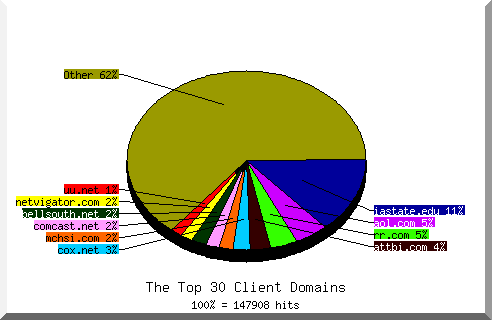 Other 62%
uu.net 1%
netvigator.com 2%
bellsouth.net 2%
comcast.net 2%
mchsi.com 2%
cox.net 3%
iastate.edu 11%
aol.com 5%
rr.com 5%
attbi.com 4%
The Top 30 Client Domains
100% = 147908 hits